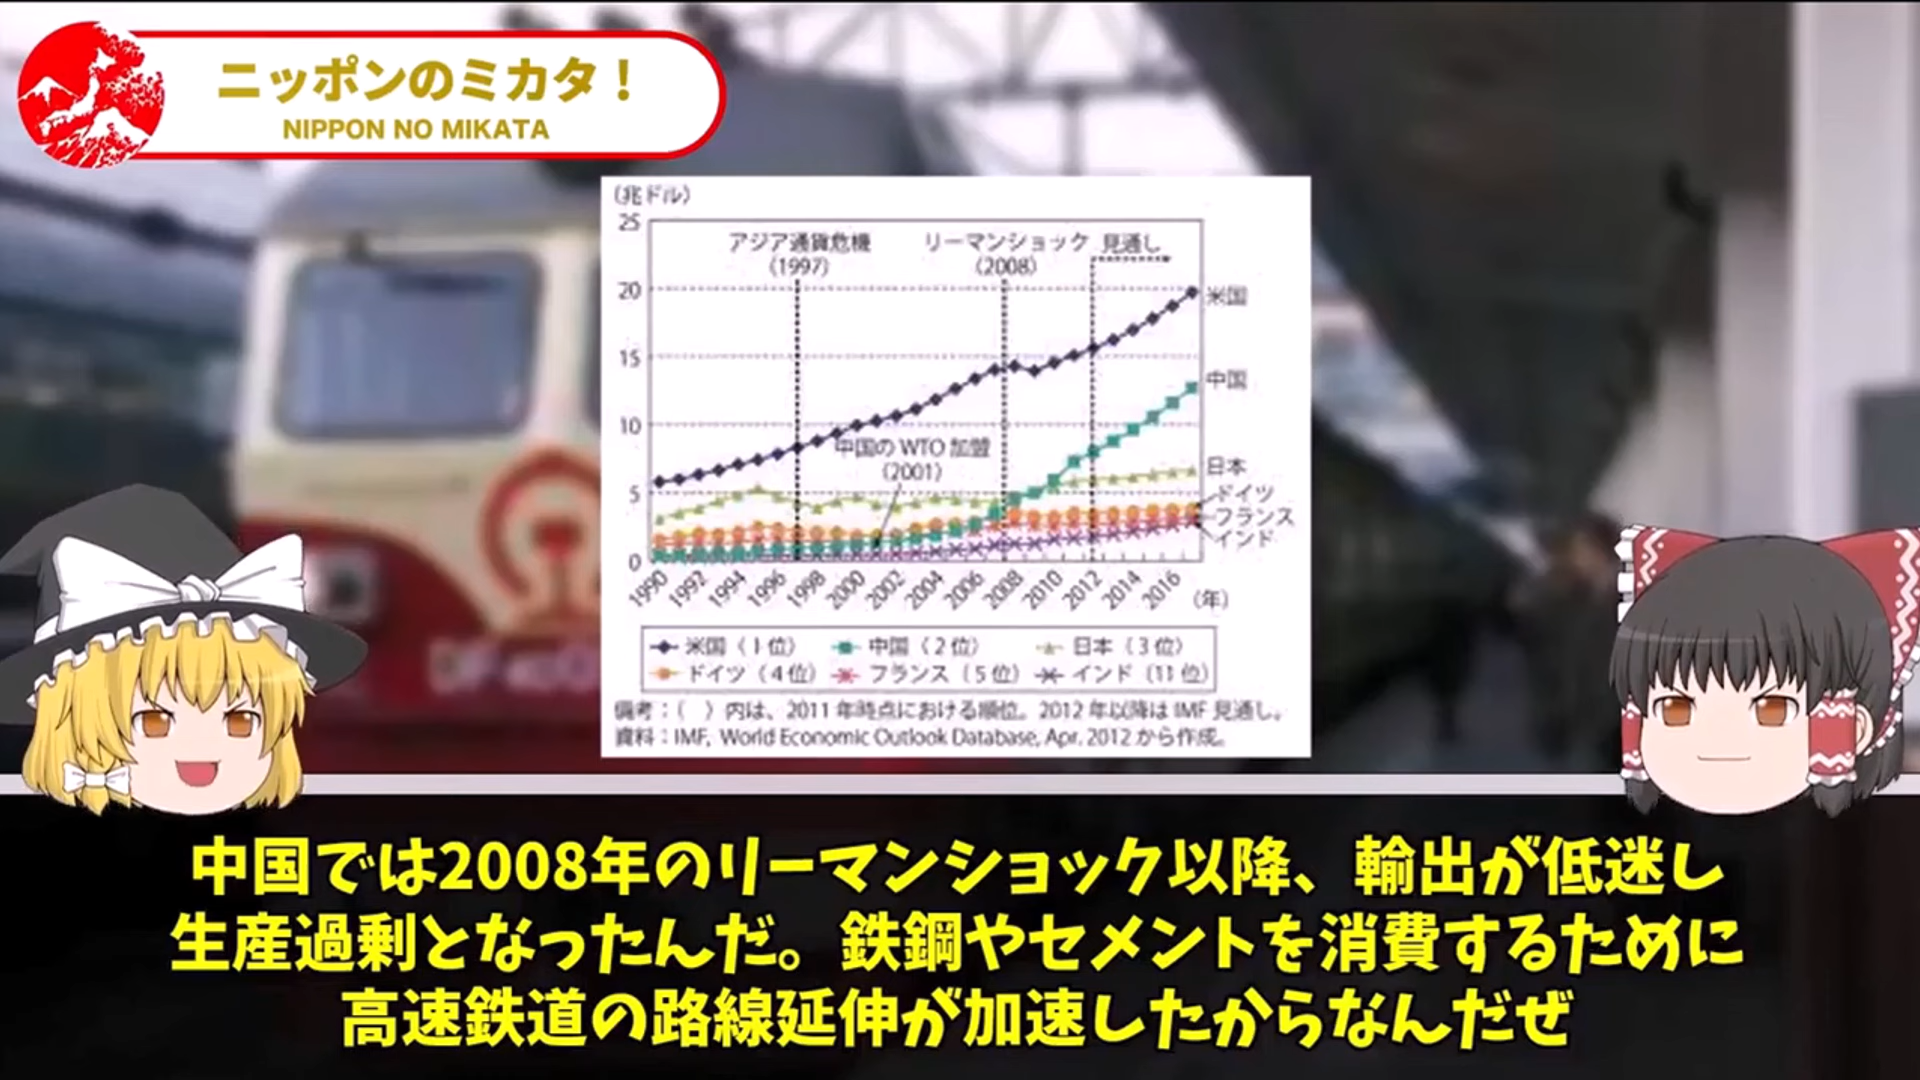 ニッポンのミカタ！
NIPPON NO MIKATA
（兆ドル）
25
20
15
10
5
0
アジア通貨危機
（1997）
リーマンショック
（2008）
見通し
中国の WTO 加盟
（2001）
米国
中国
日本
ドイツ
フランス
インド
1990 1992 1994 1996 1998 2000 2002 2004 2006 2008 2010 2012 2014 2016 （年）
米国（1位） 中国（2位） 日本（3位）
ドイツ（4位） フランス（5位） インド（11位）
備考：（　）内は、2011年時点における順位。2012年以降はIMF見通し。
資料：IMF, World Economic Outlook Database, Apr. 2012 から作成。
中国では2008年のリーマンショック以降、輸出が低迷し
生産過剰となったんだ。鉄鋼やセメントを消費するために
高速鉄道の路線延伸が加速したからなんだぜ